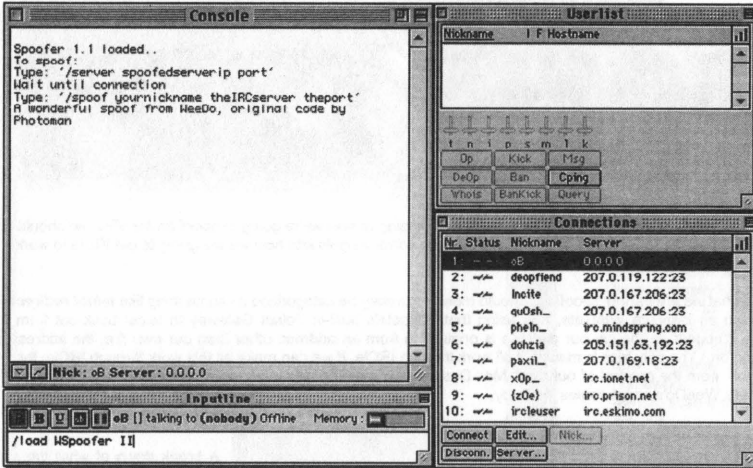 Console
Spoofer 1.1 loaded..
To spoof:
Type: '/server spoofedserverip port'
Wait until connection
Type: '/spoof yournickname theIRCserver theport'
A wonderful spoof from WeeDo, original code by
Photoman
Nick: oB Server: 0.0.0.0
Inputline
B U oB [] talking to (nobody) Offline Memory:
/load WSpoofer II
Userlist
Nickname I F Hostname
t n i p s m l k
Op Kick Msg
DeOp Ban Cping
Whois BanKick Query
Connections
Nr. Status Nickname Server
1: -- oB 0.0.0.0
2: deopfiend 207.0.119.122:23
3: Incite 207.0.167.206:23
4: quOsh_ 207.0.167.206:23
5: pheln_ irc.mindspring.com
6: dohzia 205.151.63.192:23
7: paxil_ 207.0.169.18:23
8: xOp_ irc.ionet.net
9: {zOe} irc.prison.net
10: ircleuser irc.eskimo.com
Connect Edit... Nick...
Disconn. Server...